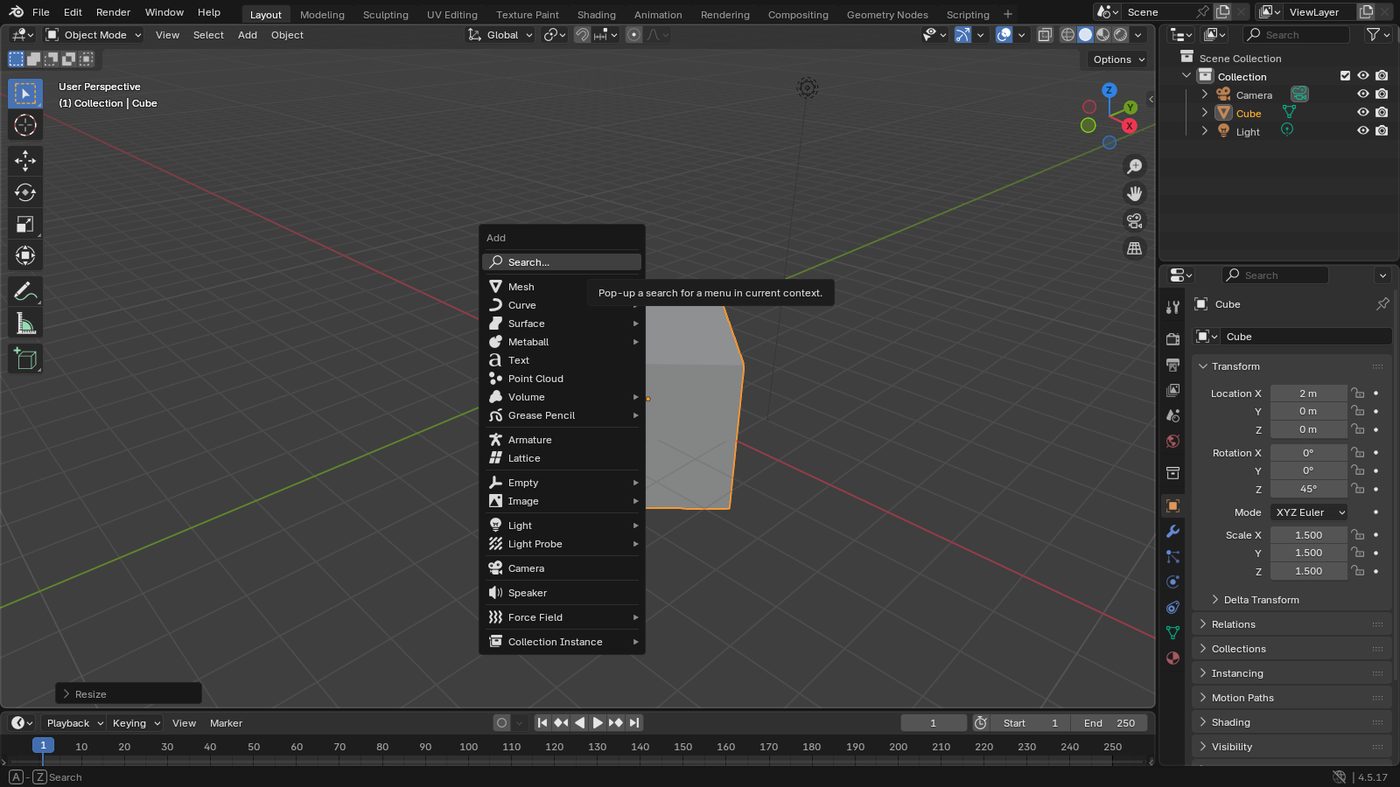 File Edit Render Window Help Layout Modeling Sculpting UV Editing Texture Paint Shading Animation Rendering Compositing Geometry Nodes Scripting + Scene ViewLayer
Object Mode View Select Add Object Global Search
Options
User Perspective
(1) Collection | Cube
Z
Y
X
Scene Collection
Collection
Camera
Cube
Light
Add
Search...
Mesh
Pop-up a search for a menu in current context.
Curve
Surface
Metaball
Text
Point Cloud
Volume
Grease Pencil
Armature
Lattice
Empty
Image
Light
Light Probe
Camera
Speaker
Force Field
Collection Instance
Resize
Search
Cube
Cube
Transform
Location X 2 m
Y 0 m
Z 0 m
Rotation X 0°
Y 0°
Z 45°
Mode XYZ Euler
Scale X 1.500
Y 1.500
Z 1.500
Delta Transform
Relations
Collections
Instancing
Motion Paths
Shading
Visibility
Playback Keying View Marker 1 Start 1 End 250
1 10 20 30 40 50 60 70 80 90 100 110 120 130 140 150 160 170 180 190 200 210 220 230 240 250
A - Z Search 4.5.17